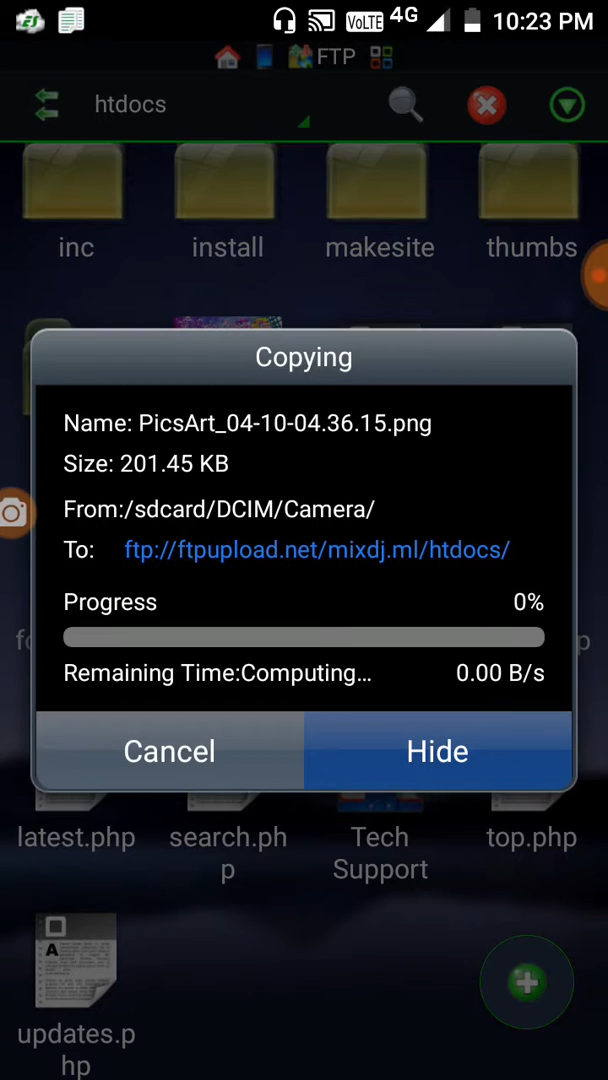 VoLTE 4G 10:23 PM
FTP
htdocs
inc install makesite thumbs
Copying
Name: PicsArt_04-10-04.36.15.png
Size: 201.45 KB
From:/sdcard/DCIM/Camera/
To: ftp://ftpupload.net/mixdj.ml/htdocs/
Progress 0%
Remaining Time:Computing... 0.00 B/s
Cancel Hide
latest.php search.ph
p Tech
Support top.php
updates.p
hp